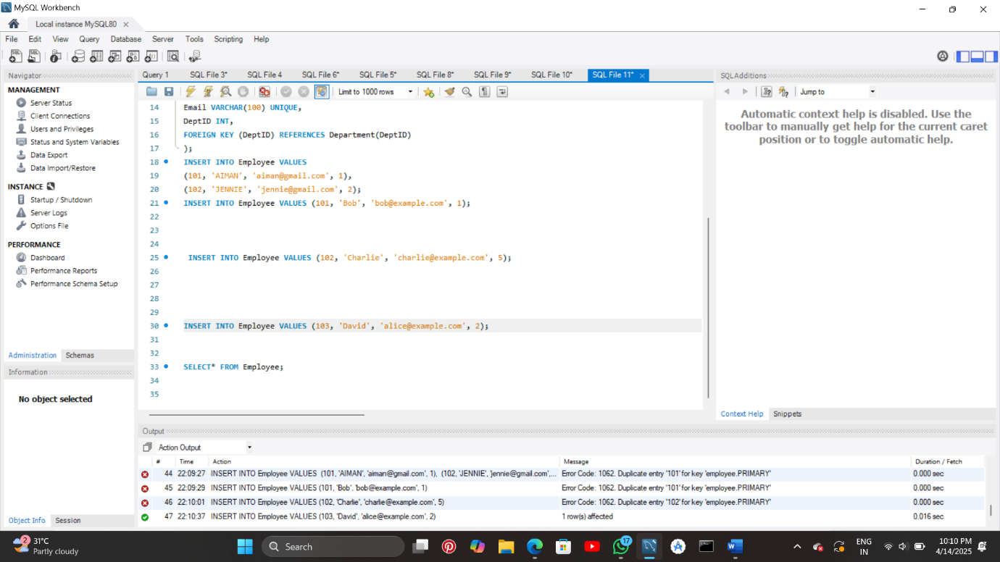 MySQL Workbench
Local instance MySQL80
File Edit View Query Database Server Tools Scripting Help
Navigator
MANAGEMENT
Server Status
Client Connections
Users and Privileges
Status and System Variables
Data Export
Data Import/Restore
INSTANCE
Startup / Shutdown
Server Logs
Options File
PERFORMANCE
Dashboard
Performance Reports
Performance Schema Setup
Administration Schemas
Information
No object selected
Object Info Session
Query 1 SQL File 3* SQL File 4 SQL File 6* SQL File 5* SQL File 8* SQL File 9* SQL File 10* SQL File 11*
Limit to 1000 rows
14 Email VARCHAR(100) UNIQUE,
15 DeptID INT,
16 FOREIGN KEY (DeptID) REFERENCES Department(DeptID)
17 );
18 INSERT INTO Employee VALUES
19 (101, 'AIMAN', 'aiman@gmail.com', 1),
20 (102, 'JENNIE', 'jennie@gmail.com', 2);
21 INSERT INTO Employee VALUES (101, 'Bob', 'bob@example.com', 1);
22
23
24
25 INSERT INTO Employee VALUES (102, 'Charlie', 'charlie@example.com', 5);
26
27
28
29
30 INSERT INTO Employee VALUES (103, 'David', 'alice@example.com', 2);
31
32
33 SELECT* FROM Employee;
34
35
SQLAdditions
Jump to
Automatic context help is disabled. Use the
toolbar to manually get help for the current caret
position or to toggle automatic help.
Context Help Snippets
Output
Action Output
# Time Action Message Duration / Fetch
44 22:09:27 INSERT INTO Employee VALUES (101, 'AIMAN', 'aiman@gmail.com', 1), (102, 'JENNIE', 'jennie@gmail.com',... Error Code: 1062. Duplicate entry '101' for key 'employee.PRIMARY' 0.000 sec
45 22:09:29 INSERT INTO Employee VALUES (101, 'Bob', 'bob@example.com', 1) Error Code: 1062. Duplicate entry '101' for key 'employee.PRIMARY' 0.000 sec
46 22:10:01 INSERT INTO Employee VALUES (102, 'Charlie', 'charlie@example.com', 5) Error Code: 1062. Duplicate entry '102' for key 'employee.PRIMARY' 0.000 sec
47 22:10:37 INSERT INTO Employee VALUES (103, 'David', 'alice@example.com', 2) 1 row(s) affected 0.016 sec
2
31°C
Partly cloudy
Search
17
ENG
IN
10:10 PM
4/14/2025